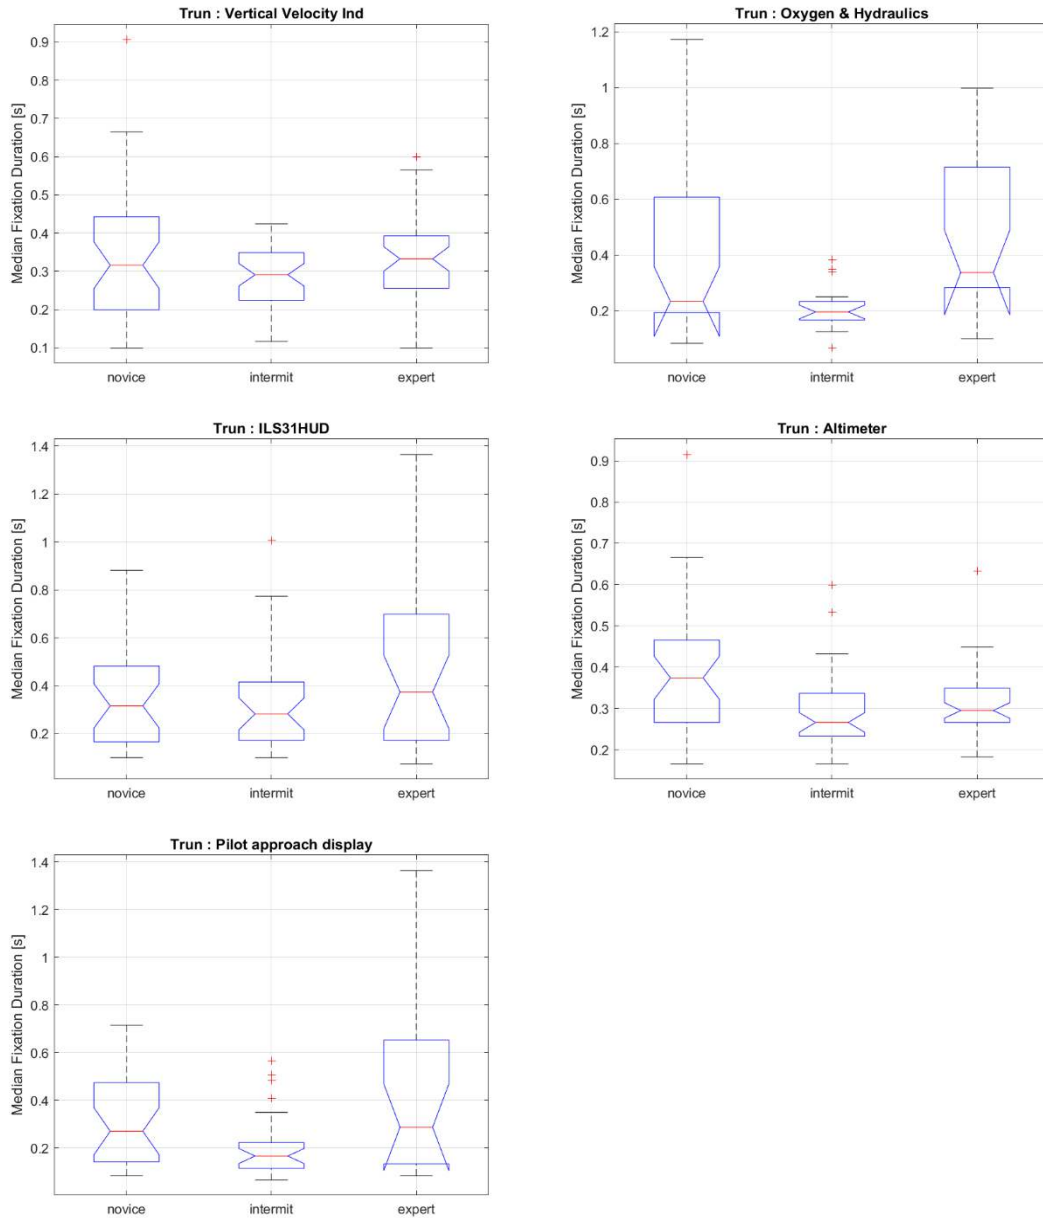 Trun : Vertical Velocity Ind
Median Fixation Duration [s]
0.9
0.8
0.7
0.6
0.5
0.4
0.3
0.2
0.1
novice intermit expert
Trun : Oxygen & Hydraulics
Median Fixation Duration [s]
1.2
1
0.8
0.6
0.4
0.2
novice intermit expert
Trun : ILS31HUD
Median Fixation Duration [s]
1.4
1.2
1
0.8
0.6
0.4
0.2
novice intermit expert
Trun : Altimeter
Median Fixation Duration [s]
0.9
0.8
0.7
0.6
0.5
0.4
0.3
0.2
novice intermit expert
Trun : Pilot approach display
Median Fixation Duration [s]
1.4
1.2
1
0.8
0.6
0.4
0.2
novice intermit expert